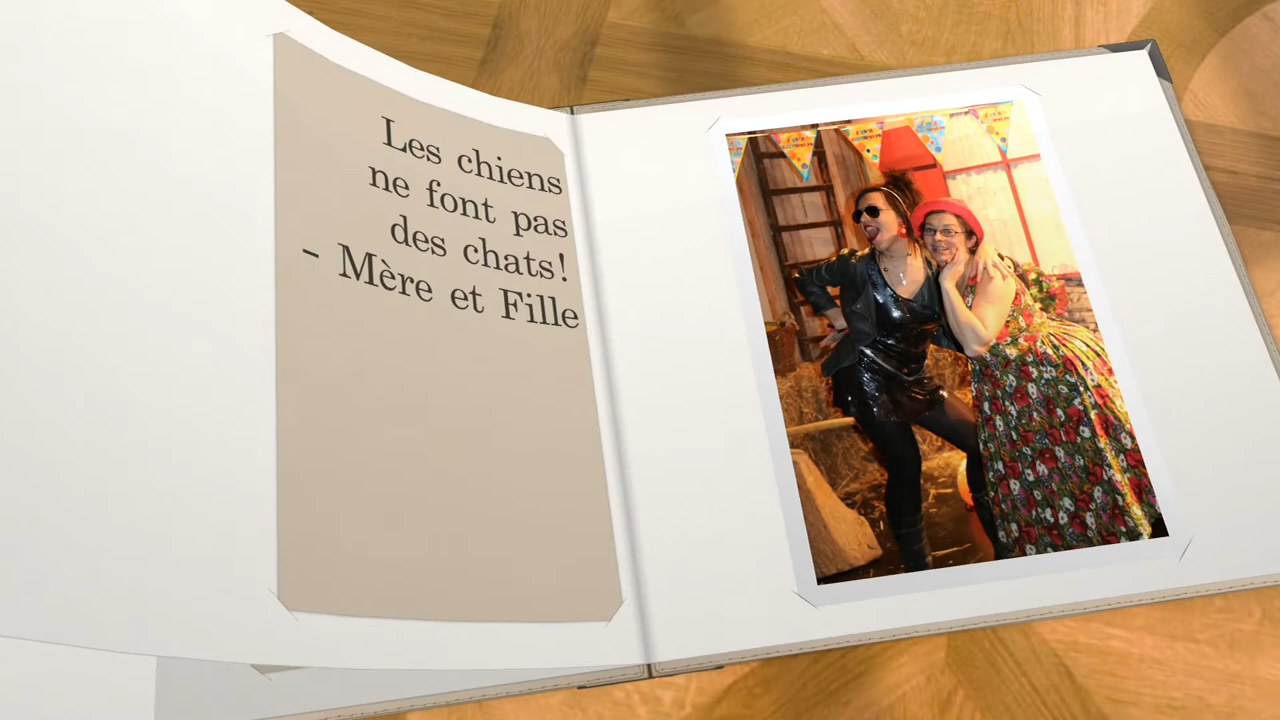 Les chiens
ne font pas
des chats!
- Mère et Fille